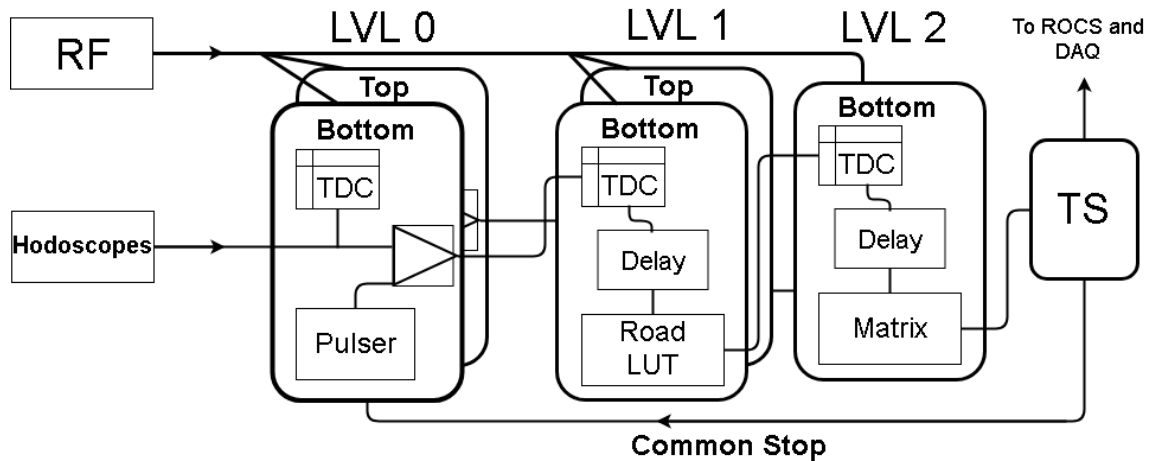 RF
LVL 0
LVL 1
LVL 2
To ROCS and
DAQ
Top
Bottom
TDC
Hodoscopes
Pulser
Top
Bottom
TDC
Delay
Road
LUT
Bottom
TDC
Delay
Matrix
TS
Common Stop